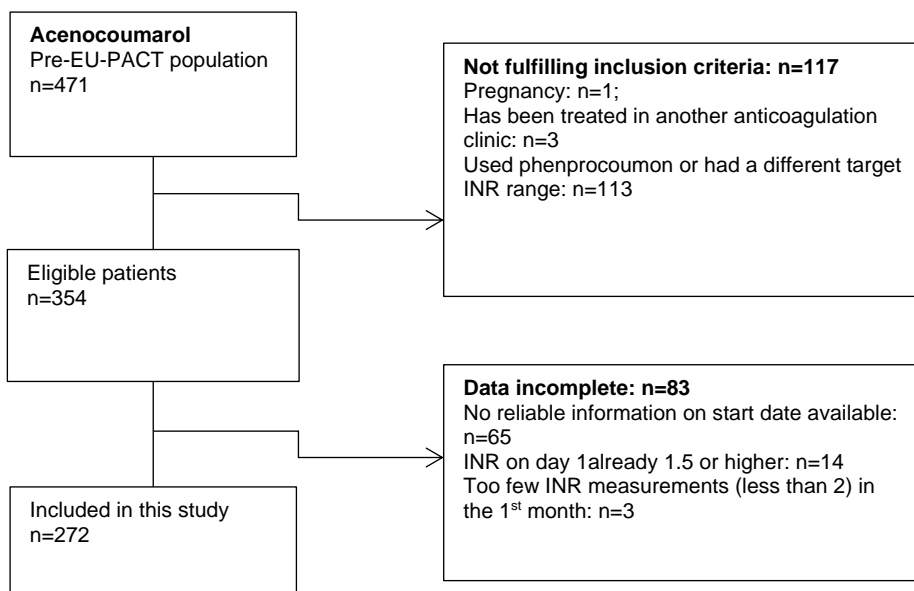 Acenocoumarol
Pre-EU-PACT population
n=471
Not fulfilling inclusion criteria: n=117
Pregnancy: n=1;
Has been treated in another anticoagulation
clinic: n=3
Used phenprocoumon or had a different target
INR range: n=113
Eligible patients
n=354
Data incomplete: n=83
No reliable information on start date available:
n=65
INR on day 1already 1.5 or higher: n=14
Too few INR measurements (less than 2) in
the 1st month: n=3
Included in this study
n=272